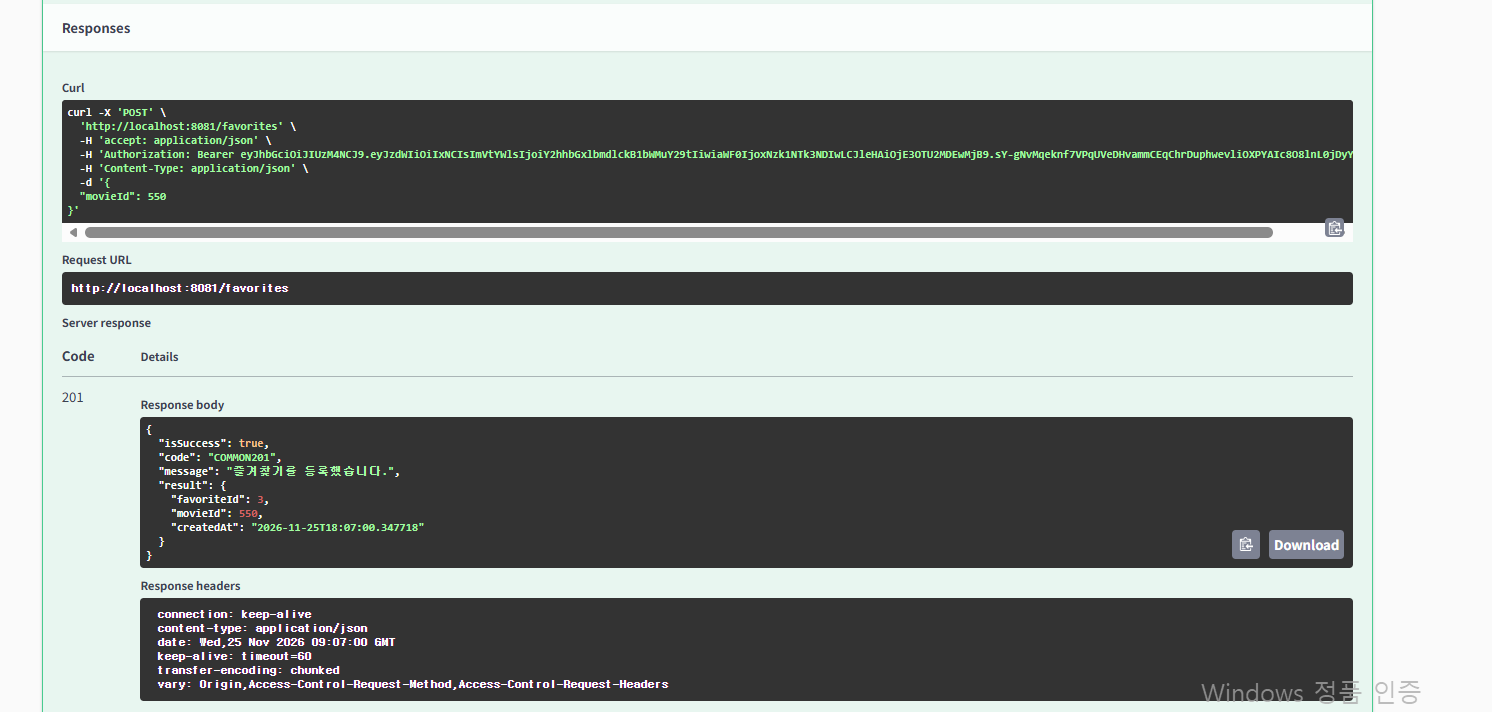 Responses
Curl
curl -X 'POST' \
'http://localhost:8081/favorites' \
-H 'accept: application/json' \
-H 'Authorization: Bearer
-H 'Content-Type: application/json' \
-d '{
"movieId": 550
}'
Request URL
http://localhost:8081/favorites
Server response
Code Details
201
Response body
{
"isSuccess": true,
"code": "COMMON201",
"message": "즐겨찾기를 등록했습니다.",
"result": {
"favoriteId": 3,
"movieId": 550,
"createdAt": "2026-11-25T18:07:00.347718"
}
}
Download
Response headers
connection: keep-alive
content-type: application/json
date: Wed,25 Nov 2026 09:07:00 GMT
keep-alive: timeout=60
transfer-encoding: chunked
vary: Origin,Access-Control-Request-Method,Access-Control-Request-Headers
Windows 정품 인증